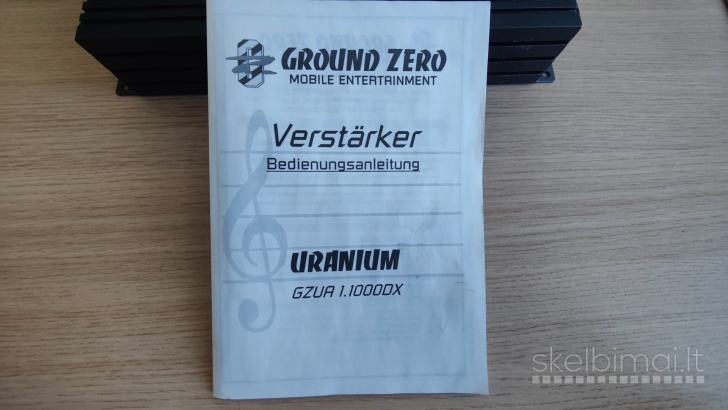 GROUND ZERO
MOBILE ENTERTAINMENT
Verstärker
Bedienungsanleitung
URANIUM
GZUA 1.1000DX
skelbimai.lt